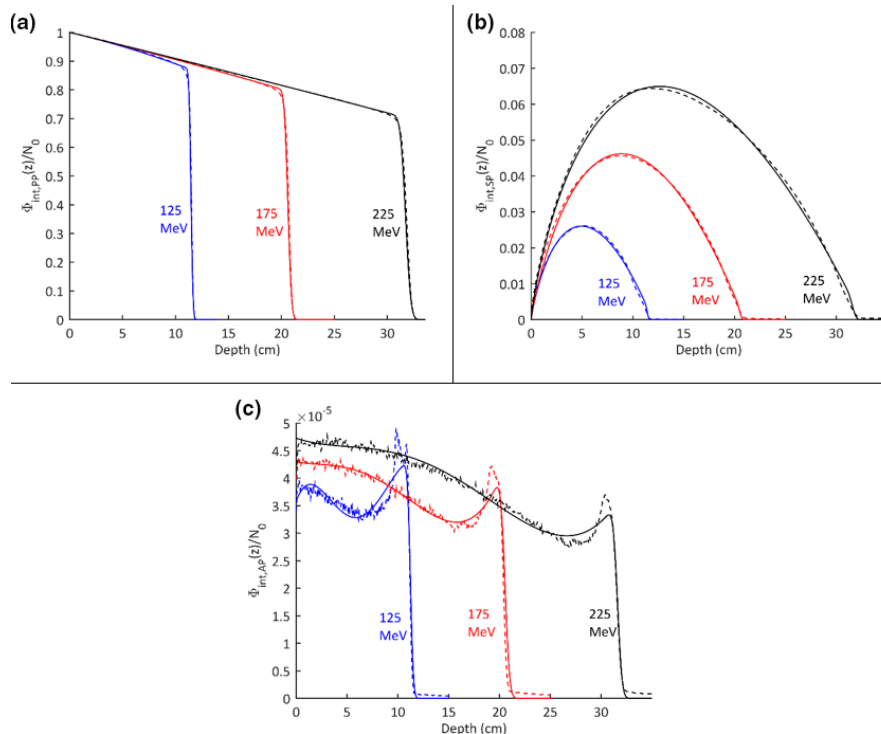 (a)
1
0.9
0.8
0.7
0.6
0.5
0.4
0.3
0.2
0.1
0
Φint,PP(z)/N0
125
MeV
175
MeV
225
MeV
0 5 10 15 20 25 30
Depth (cm)
(b)
0.08
0.07
0.06
0.05
0.04
0.03
0.02
0.01
0
Φint,SP(z)/N0
125
MeV
175
MeV
225
MeV
0 5 10 15 20 25 30
Depth (cm)
(c)
×10-5
5
4.5
4
3.5
3
2.5
2
1.5
1
0.5
0
Φint,AP(z)/N0
125
MeV
175
MeV
225
MeV
0 5 10 15 20 25 30
Depth (cm)